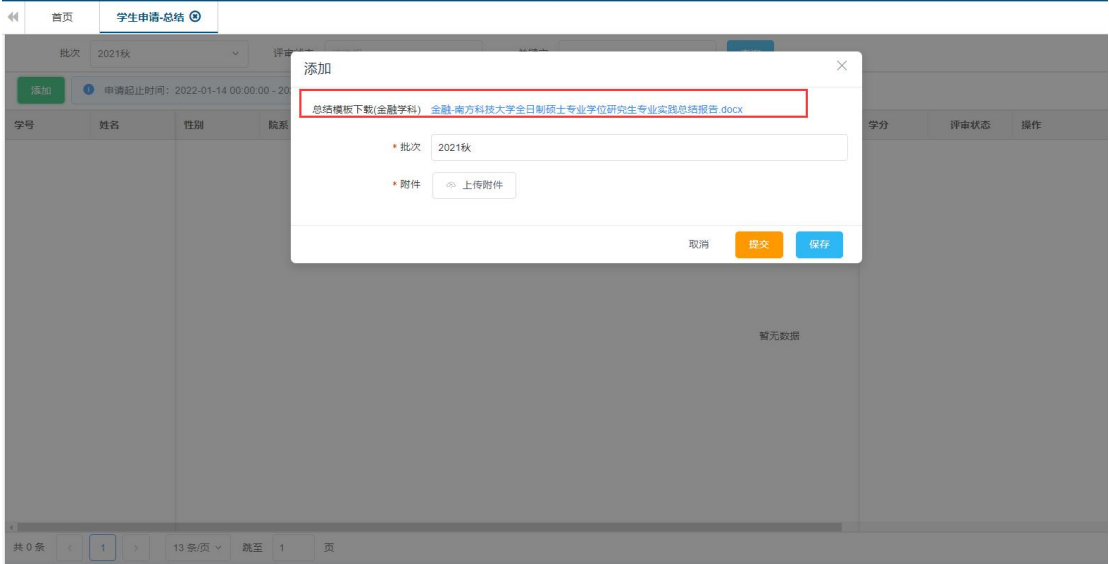 首页 学生申请-总结
批次 2021秋
添加
申请起止时间：2022-01-14 00:00:00 - 20
学号 姓名 性别 院系 学分 评审状态 操作
添加
总结模板下载(金融学科) 金融-南方科技大学全日制硕士专业学位研究生专业实践总结报告.docx
* 批次 2021秋
* 附件 上传附件
取消 提交 保存
暂无数据
共 0 条 1 13 条/页 跳至 1 页